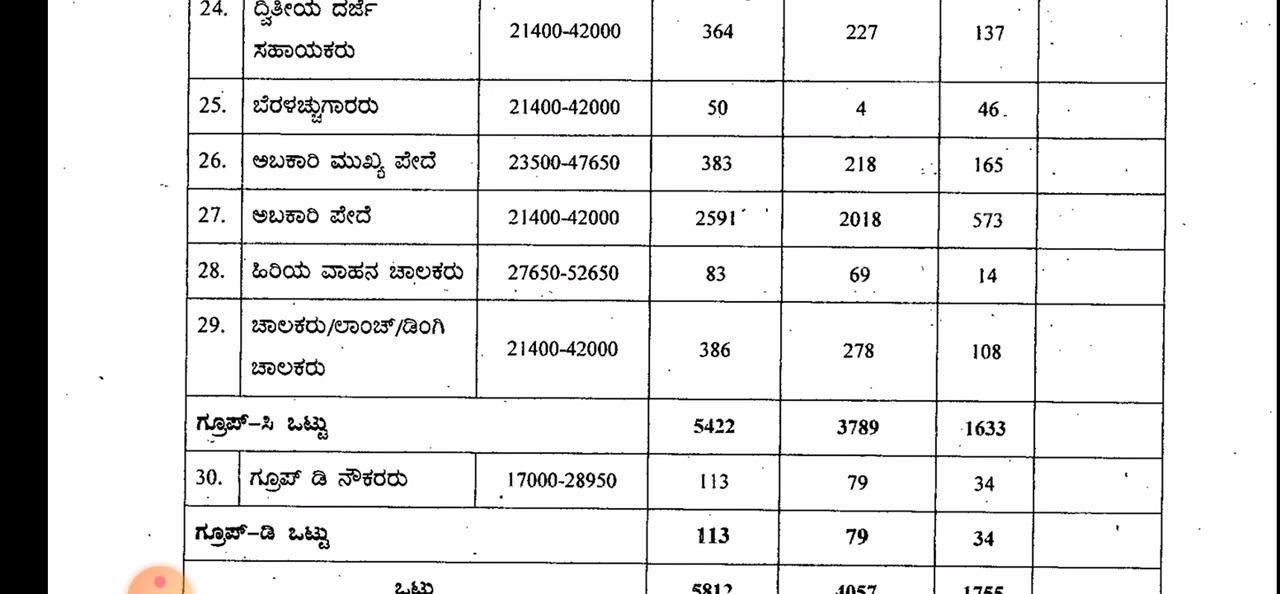 24. ದ್ವಿತೀಯ ದರ್ಜೆ
ಸಹಾಯಕರು 21400-42000 364 227 137
25. ಬೆರಳಚ್ಚುಗಾರರು 21400-42000 50 4 46
26. ಅಬಕಾರಿ ಮುಖ್ಯ ಪೇದೆ 23500-47650 383 218 165
27. ಅಬಕಾರಿ ಪೇದೆ 21400-42000 2591 2018 573
28. ಹಿರಿಯ ವಾಹನ ಚಾಲಕರು 27650-52650 83 69 14
29. ಚಾಲಕರು/ಲಾಂಚ್/ಡಿಂಗಿ
ಚಾಲಕರು 21400-42000 386 278 108
ಗ್ರೂಪ್-ಸಿ ಒಟ್ಟು 5422 3789 1633
30. ಗ್ರೂಪ್ ಡಿ ನೌಕರರು 17000-28950 113 79 34
ಗ್ರೂಪ್-ಡಿ ಒಟ್ಟು 113 79 34
ಒಟ್ಟು 5812 4057 1755